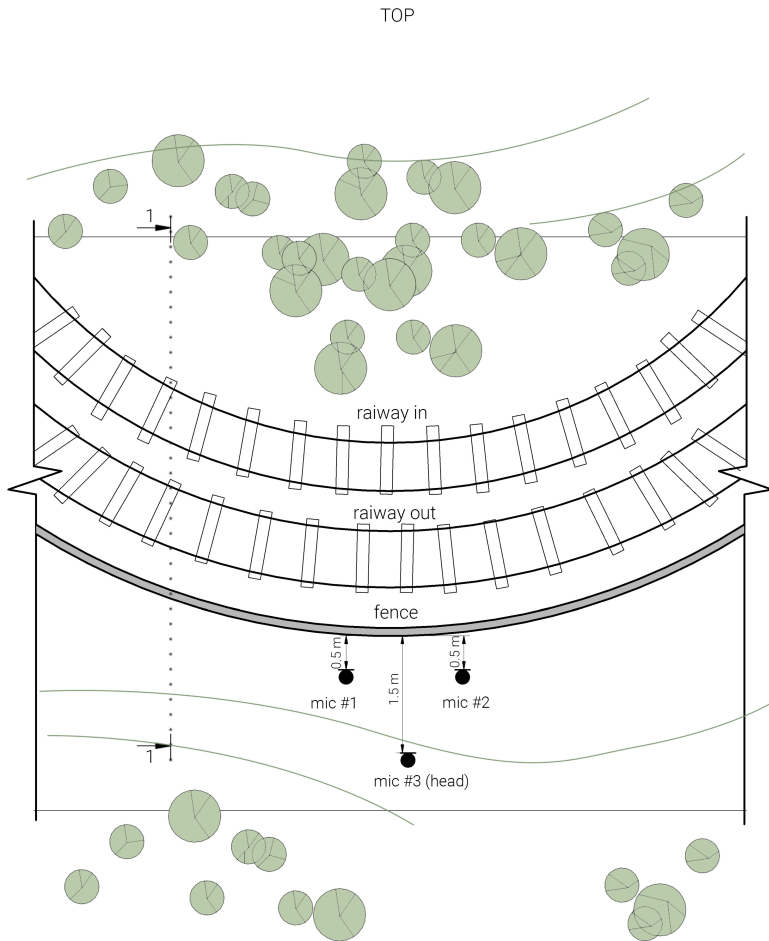 TOP
1
raiway in
raiway out
fence
0.5 m
0.5 m
1.5 m
mic #1
mic #2
1
mic #3 (head)